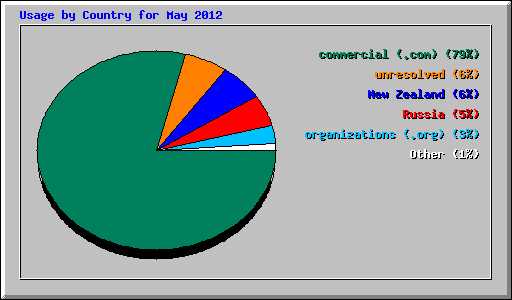 Usage by Country for May 2012
commercial (.com) (79%)
unresolved (6%)
New Zealand (6%)
Russia (5%)
organizations (.org) (3%)
Other (1%)